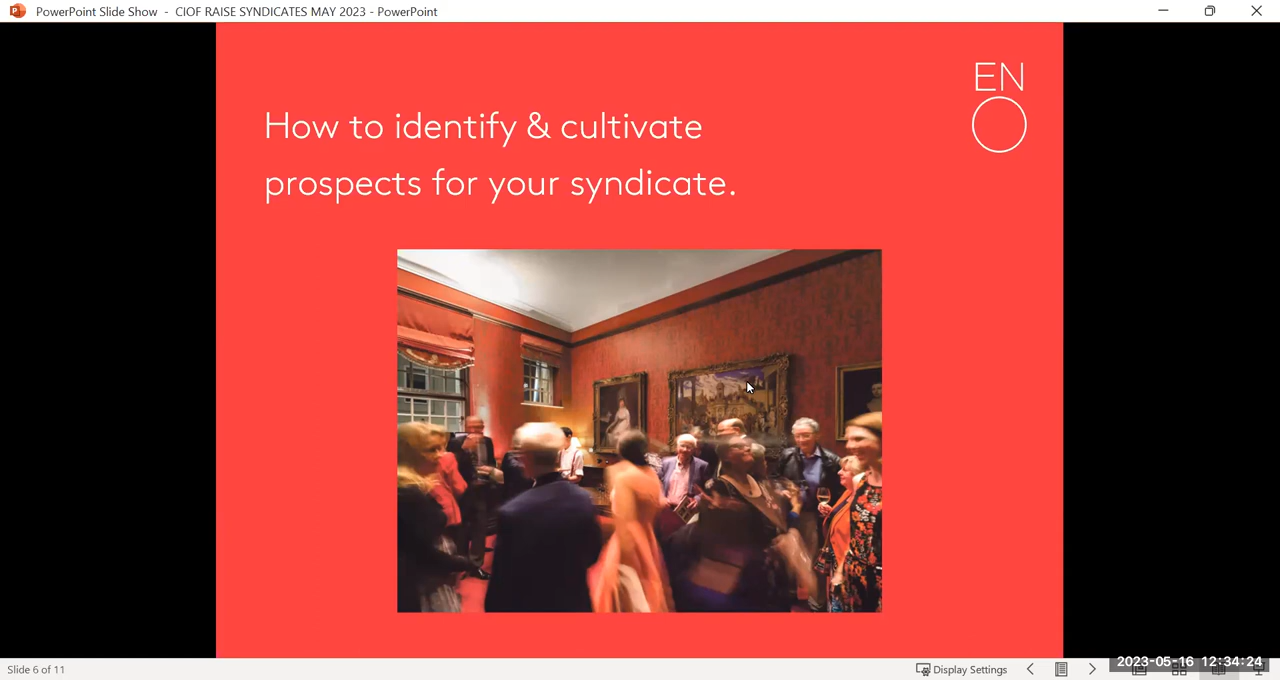 PowerPoint Slide Show - CIOF RAISE SYNDICATES MAY 2023 - PowerPoint
EN
O
How to identify & cultivate
prospects for your syndicate.
Slide 6 of 11
Display Settings
2023-05-16 12:34:24